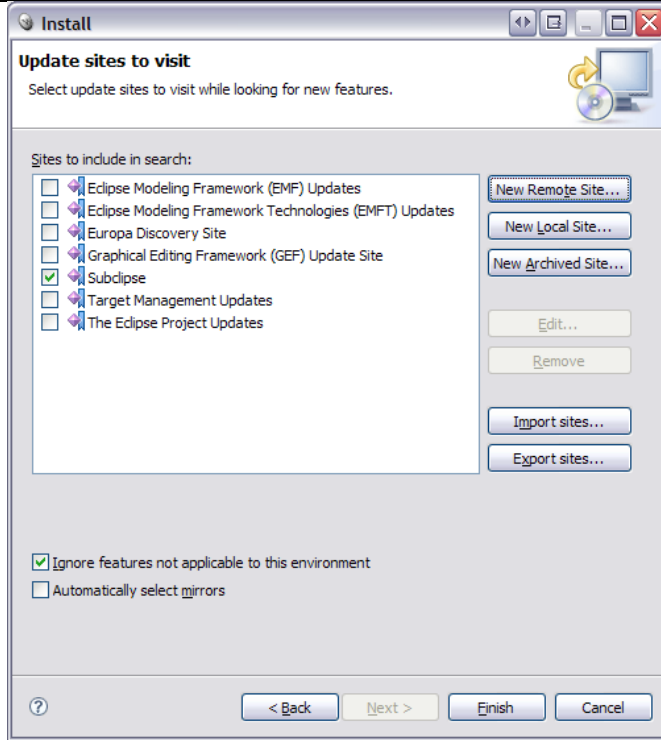 Install
Update sites to visit
Select update sites to visit while looking for new features.
Sites to include in search:
Eclipse Modeling Framework (EMF) Updates
Eclipse Modeling Framework Technologies (EMFT) Updates
Europa Discovery Site
Graphical Editing Framework (GEF) Update Site
Subclipse
Target Management Updates
The Eclipse Project Updates
New Remote Site...
New Local Site...
New Archived Site...
Edit...
Remove
Import sites...
Export sites...
Ignore features not applicable to this environment
Automatically select mirrors
?
< Back
Next >
Finish
Cancel